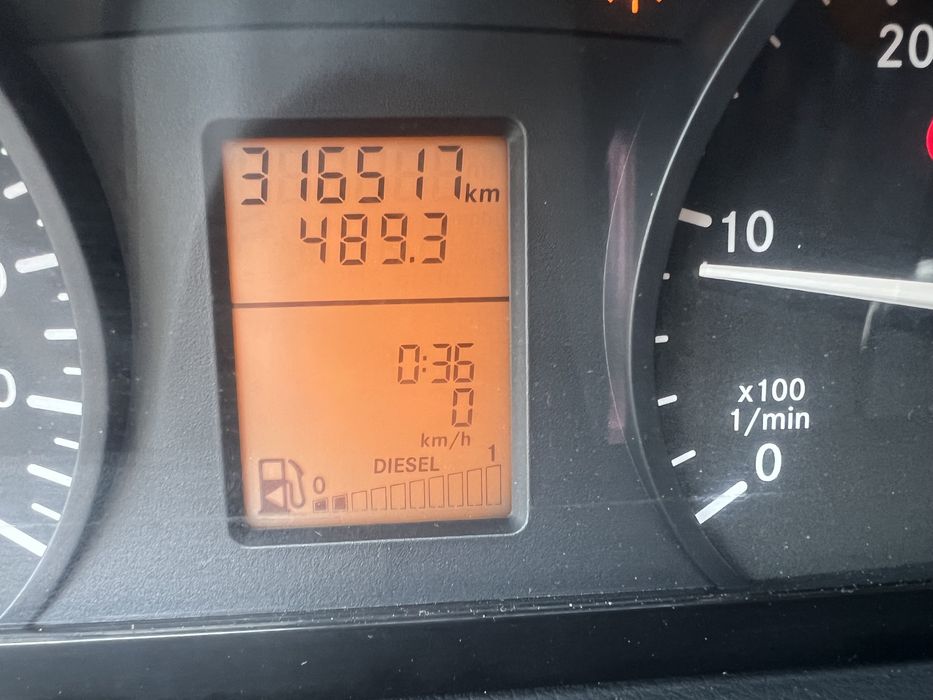 316517 km
489.3
0:36
0
km/h
DIESEL
0 1
20
10
x100
1/min
0